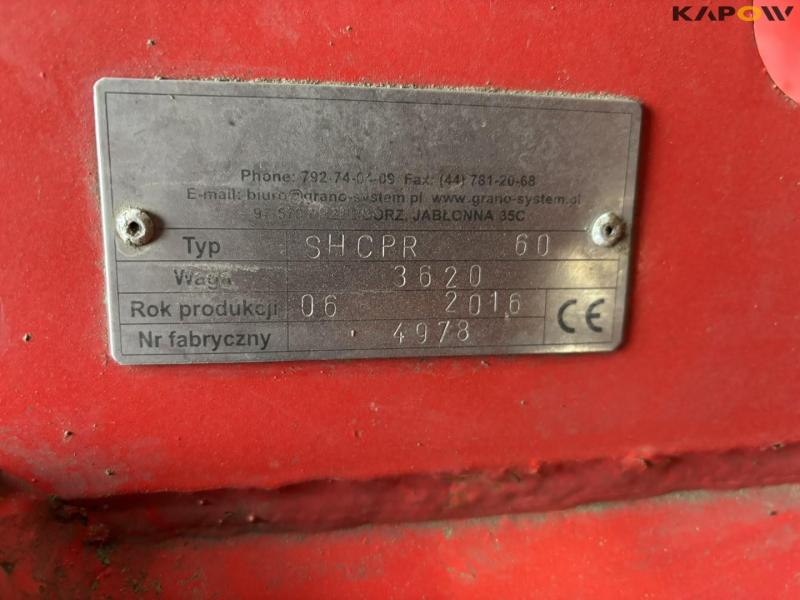 KAPOW
Phone: 792-74-04-09 Fax: (44) 781-20-68
E-mail: biuro@grano-system.pl www.grano-system.pl
JABŁONNA 35C
Typ SHCPR 60
Waga 3620
Rok produkcji 06 2016
Nr fabryczny 4978
CE